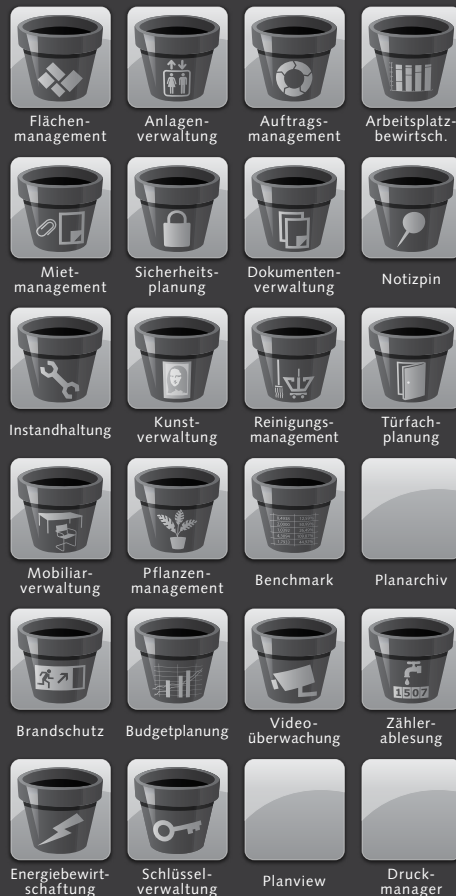 Flächen-
management
Anlagen-
verwaltung
Auftrags-
management
Arbeitsplatz-
bewirtsch.
Miet-
management
Sicherheits-
planung
Dokumenten-
verwaltung
Notizpin
Instandhaltung
Kunst-
verwaltung
Reinigungs-
management
Türfach-
planung
Mobiliar-
verwaltung
Pflanzen-
management
Benchmark
Planarchiv
Brandschutz
Budgetplanung
Video-
überwachung
1507
Zähler-
ablesung
Energiebewirt-
schaftung
Schlüssel-
verwaltung
Planview
Druck-
manager